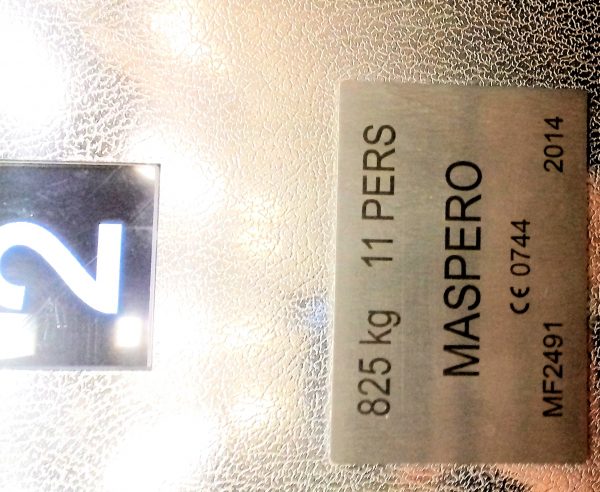 2
825 kg 11 PERS
MASPERO
CE 0744
MF2491 2014